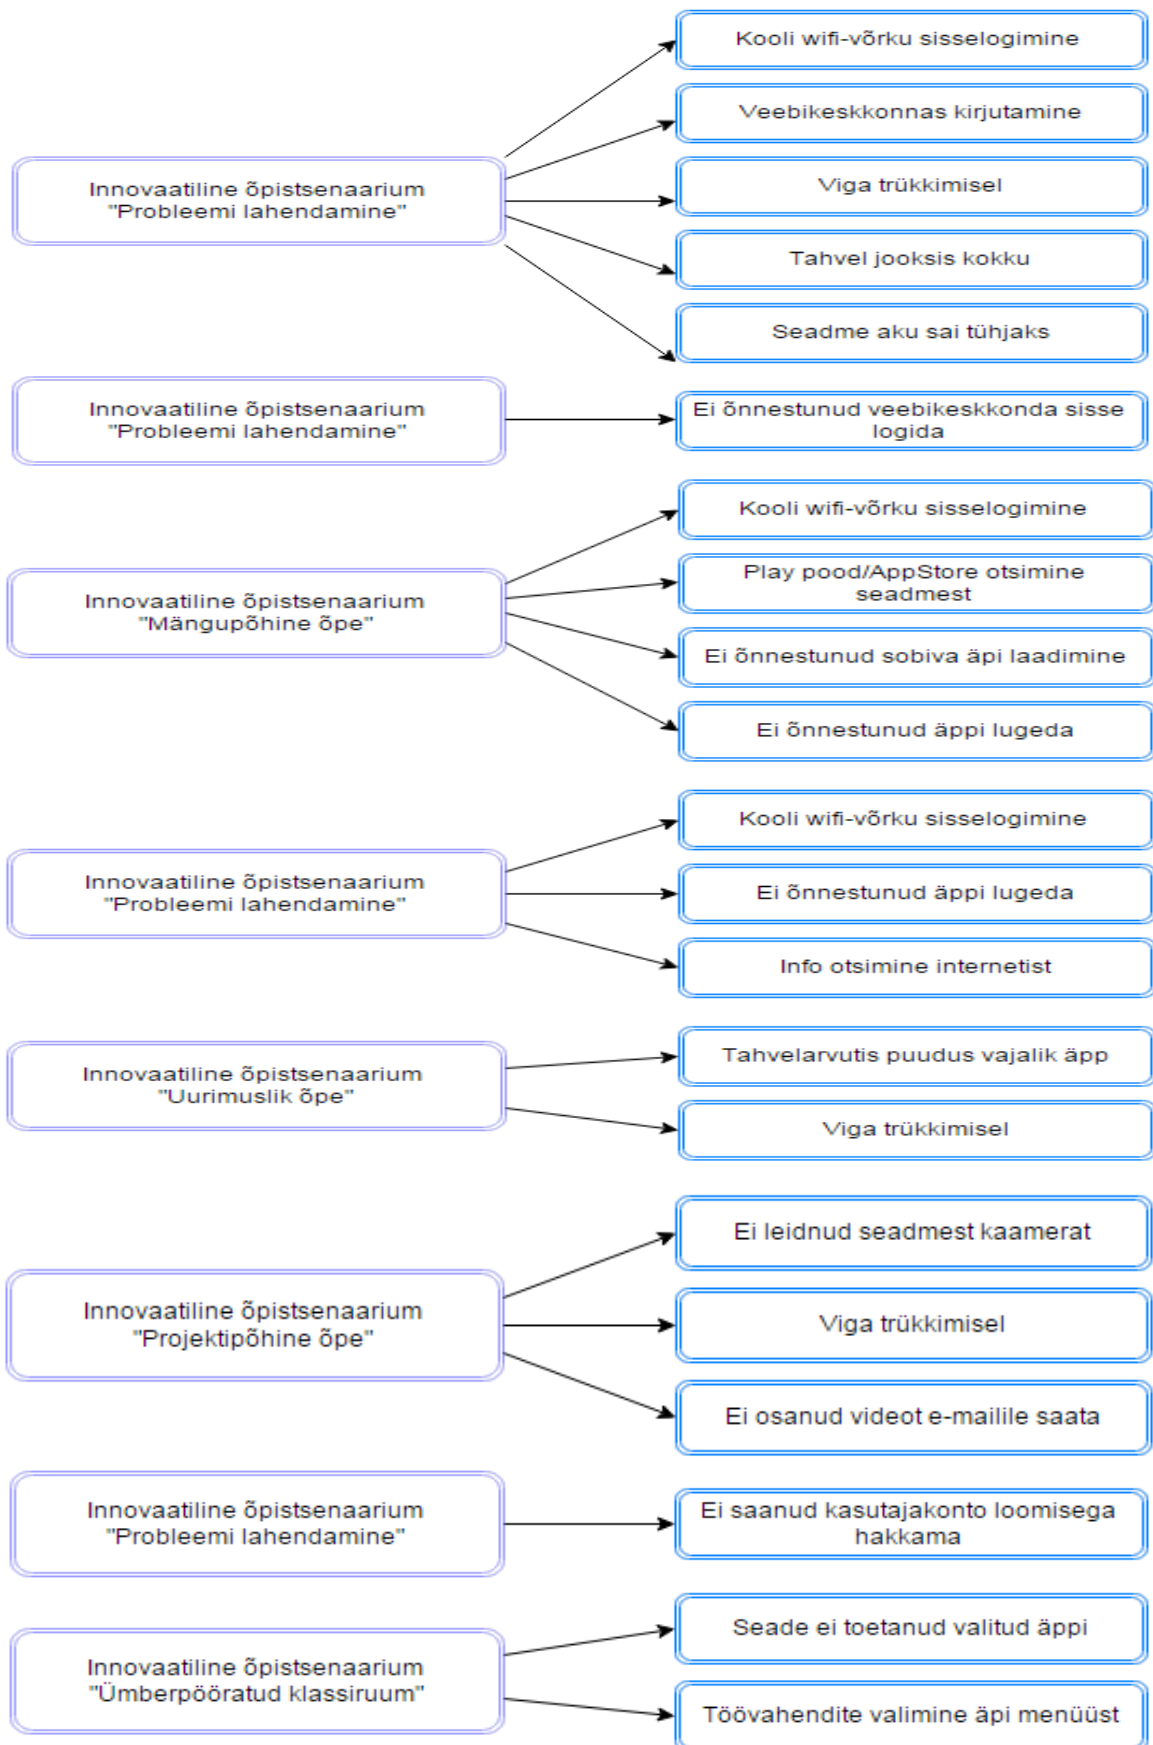 Innovaatiline õpistsenaarium
"Probleemi lahendamine"
Kooli wifi-võrku sisselogimine
Veebikeskkonnas kirjutamine
Viga trükkimisel
Tahvel jooksis kokku
Seadme aku sai tühjaks
Innovaatiline õpistsenaarium
"Probleemi lahendamine"
Ei õnnestunud veebikeskkonda sisse
logida
Innovaatiline õpistsenaarium
"Mängupõhine õpe"
Kooli wifi-võrku sisselogimine
Play pood/AppStore otsimine
seadmest
Ei õnnestunud sobiva äpi laadimine
Ei õnnestunud äppi lugeda
Innovaatiline õpistsenaarium
"Probleemi lahendamine"
Kooli wifi-võrku sisselogimine
Ei õnnestunud äppi lugeda
Info otsimine internetist
Innovaatiline õpistsenaarium
"Uurimuslik õpe"
Tahvelarvutis puudus vajalik äpp
Viga trükkimisel
Innovaatiline õpistsenaarium
"Projektipõhine õpe"
Ei leidnud seadmest kaamerat
Viga trükkimisel
Ei osanud videot e-mailile saata
Innovaatiline õpistsenaarium
"Probleemi lahendamine"
Ei saanud kasutajakonto loomisega
hakkama
Innovaatiline õpistsenaarium
"Ümberpööratud klassiruum"
Seade ei toetanud valitud äppi
Töövahendite valimine äpi menüüst